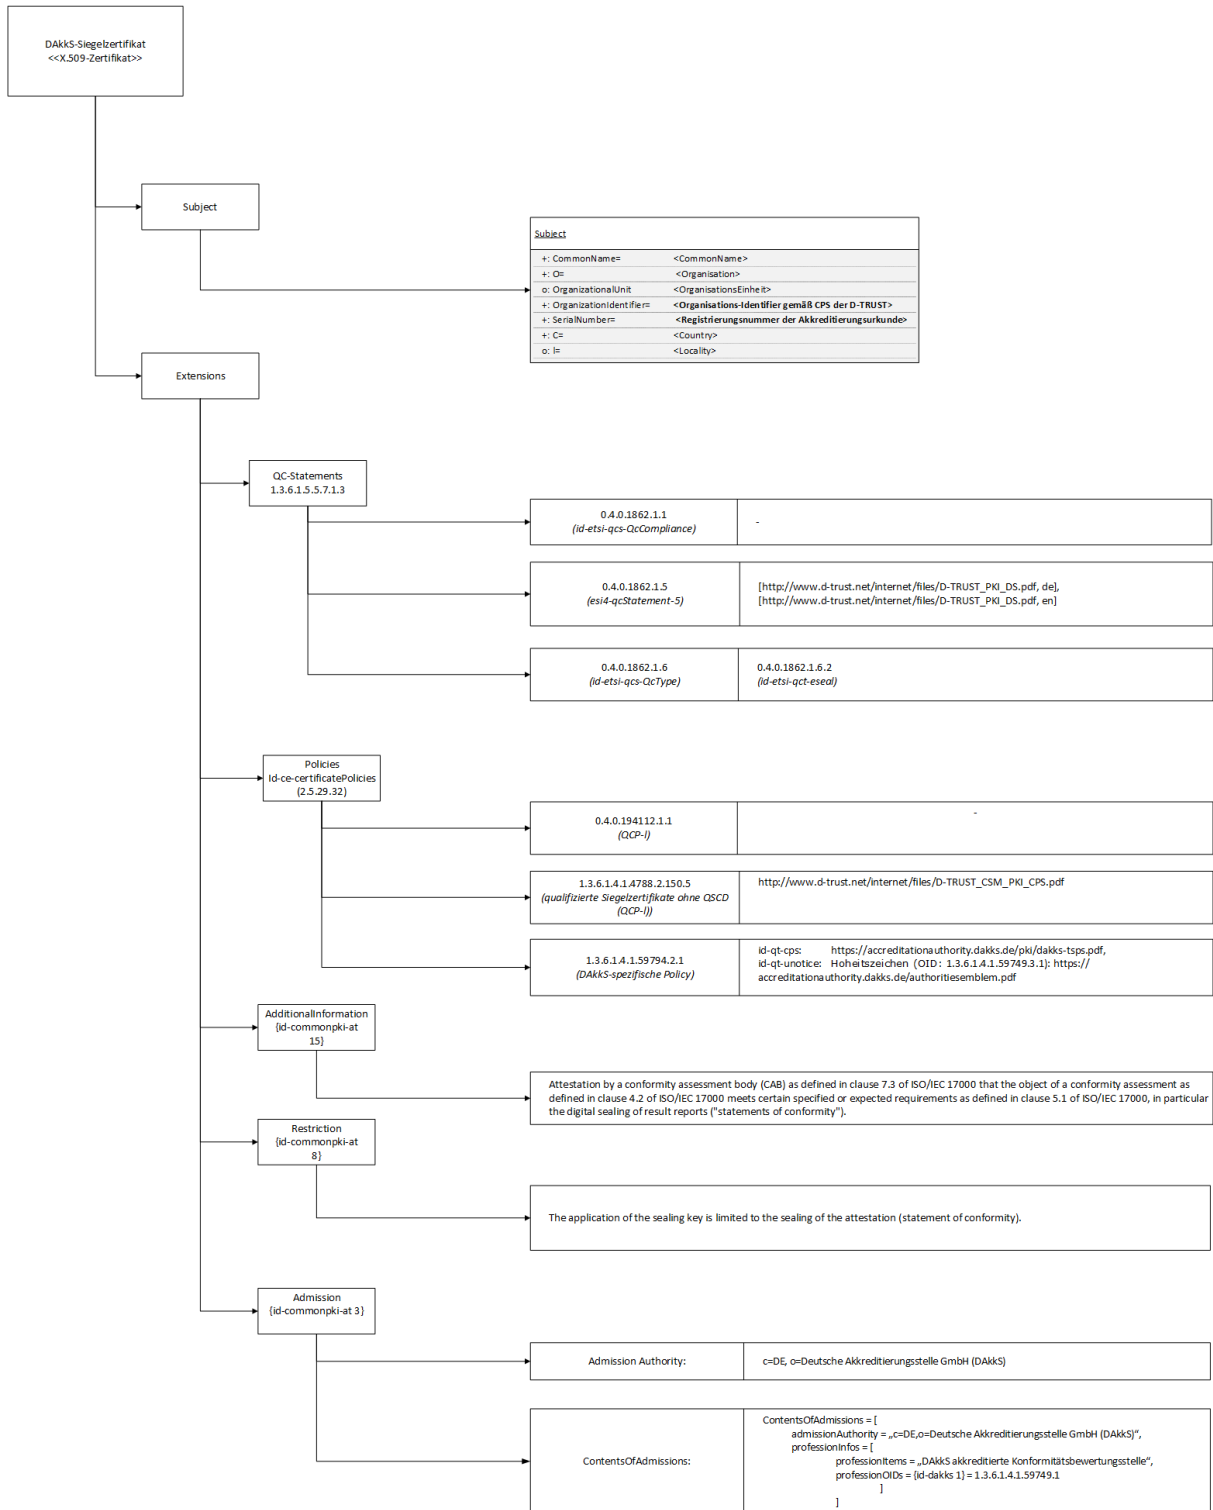 DAkkS-Siegelzertifikat
<<X.509-Zertifikat>>
Subject
Subject
+: CommonName= <CommonName>
+: O= <Organisation>
o: OrganizationalUnit <OrganisationsEinheit>
+: OrganizationIdentifier= <Organisations-Identifier gemäß CPS der D-TRUST>
+: SerialNumber= <Registrierungsnummer der Akkreditierungsurkunde>
+: C= <Country>
o: l= <Locality>
Extensions
QC-Statements
1.3.6.1.5.5.7.1.3
0.4.0.1862.1.1
(id-etsi-qcs-QcCompliance)
-
0.4.0.1862.1.5
(esi4-qcStatement-5)
[http://www.d-trust.net/internet/files/D-TRUST_PKI_DS.pdf, de],
[http://www.d-trust.net/internet/files/D-TRUST_PKI_DS.pdf, en]
0.4.0.1862.1.6
(id-etsi-qcs-QcType)
0.4.0.1862.1.6.2
(id-etsi-qct-eseal)
Policies
Id-ce-certificatePolicies
(2.5.29.32)
0.4.0.194112.1.1
(QCP-l)
-
1.3.6.1.4.1.4788.2.150.5
(qualifizierte Siegelzertifikate ohne QSCD
(QCP-l))
http://www.d-trust.net/internet/files/D-TRUST_CSM_PKI_CPS.pdf
1.3.6.1.4.1.59794.2.1
(DAkkS-spezifische Policy)
id-qt-cps: https://accreditationauthority.dakks.de/pki/dakks-tsps.pdf,
id-qt-unotice: Hoheitszeichen (OID: 1.3.6.1.4.1.59749.3.1): https://
accreditationauthority.dakks.de/authoritiesemblem.pdf
AdditionalInformation
{id-commonpki-at
15}
Attestation by a conformity assessment body (CAB) as defined in clause 7.3 of ISO/IEC 17000 that the object of a conformity assessment as
defined in clause 4.2 of ISO/IEC 17000 meets certain specified or expected requirements as defined in clause 5.1 of ISO/IEC 17000, in particular
the digital sealing of result reports ("statements of conformity").
Restriction
{id-commonpki-at
8}
The application of the sealing key is limited to the sealing of the attestation (statement of conformity).
Admission
{id-commonpki-at 3}
Admission Authority:
c=DE, o=Deutsche Akkreditierungsstelle GmbH (DAkkS)
ContentsOfAdmissions:
ContentsOfAdmissions = [
admissionAuthority = „c=DE,o=Deutsche Akkreditierungsstelle GmbH (DAkkS)“,
professionInfos = [
professionItems = „DAkkS akkreditierte Konformitätsbewertungsstelle“,
professionOIDs = {id-dakks 1} = 1.3.6.1.4.1.59749.1
]
]